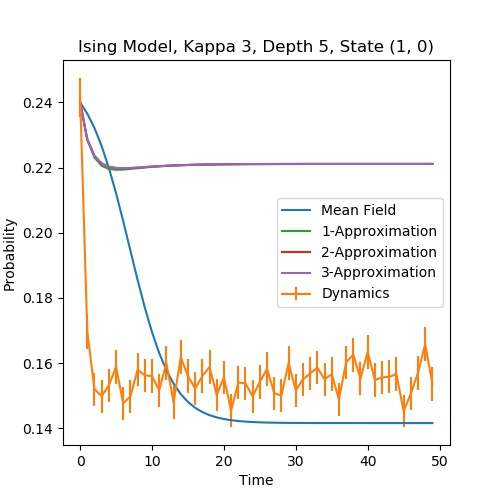 Ising Model, Kappa 3, Depth 5, State (1, 0)
0.24
0.22
0.20
0.18
0.16
0.14
Probability
Mean Field
1-Approximation
2-Approximation
3-Approximation
Dynamics
0 10 20 30 40 50
Time